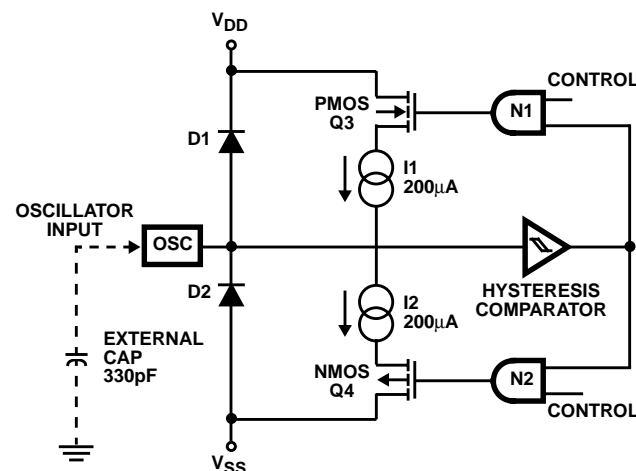 VDD
CONTROL
PMOS
Q3
N1
D1
I1
200µA
OSCILLATOR
INPUT
OSC
HYSTERESIS
COMPARATOR
D2
I2
200µA
EXTERNAL
CAP
330pF
NMOS
Q4
N2
CONTROL
VSS